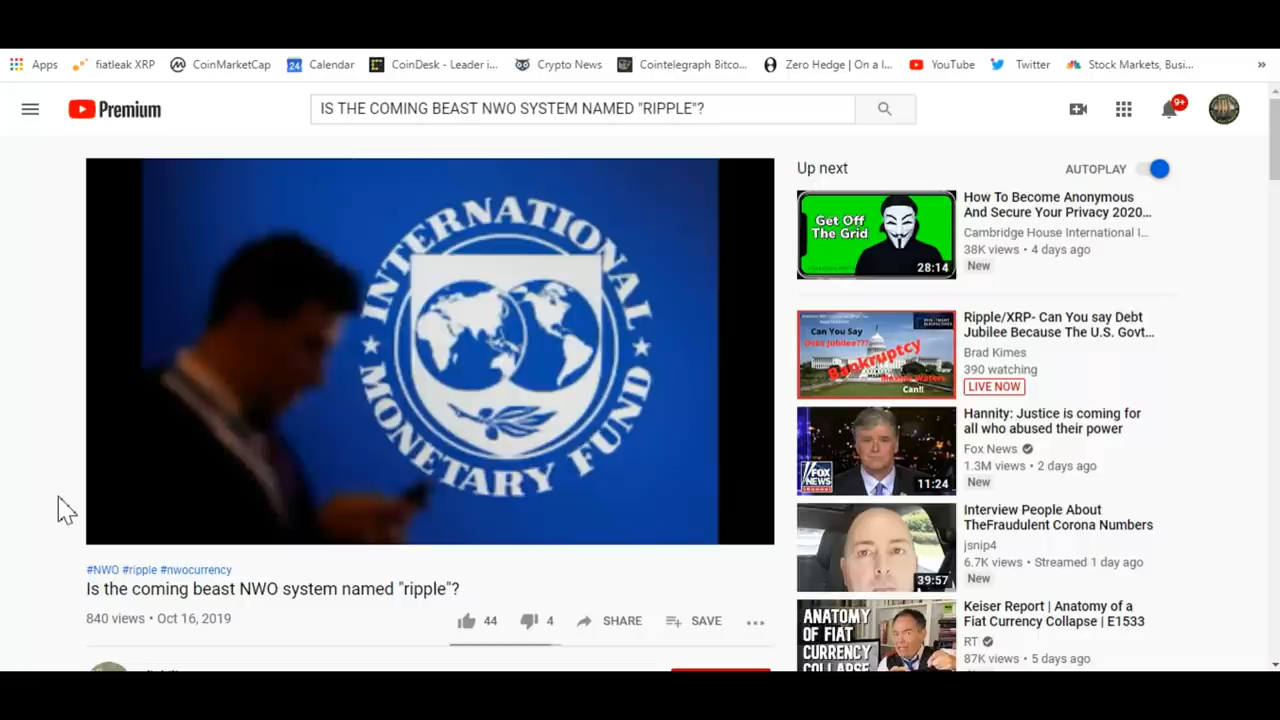 Apps
fiatleak XRP
CoinMarketCap
24
Calendar
CoinDesk - Leader i...
Crypto News
Cointelegraph Bitco...
Zero Hedge | On a l...
YouTube
Twitter
Stock Markets, Busi...
»
Premium
IS THE COMING BEAST NWO SYSTEM NAMED "RIPPLE"?
9+
INTERNATIONAL
MONETARY FUND
#NWO #ripple #nwocurrency
Is the coming beast NWO system named "ripple"?
840 views • Oct 16, 2019
44
4
SHARE
SAVE
Up next
AUTOPLAY
Get Off
The Grid
28:14
How To Become Anonymous
And Secure Your Privacy 2020...
Cambridge House International I...
38K views • 4 days ago
New
Can You Say
Debt Jubilee???
Bankruptcy
Maxine Waters
Can!!
Ripple/XRP- Can You say Debt
Jubilee Because The U.S. Govt...
Brad Kimes
390 watching
LIVE NOW
FOX
NEWS
11:24
Hannity: Justice is coming for
all who abused their power
Fox News
1.3M views • 2 days ago
New
39:57
Interview People About
TheFraudulent Corona Numbers
jsnip4
6.7K views • Streamed 1 day ago
New
ANATOMY
OF FIAT
CURRENCY
COLLAPSE
Keiser Report | Anatomy of a
Fiat Currency Collapse | E1533
RT
87K views • 5 days ago